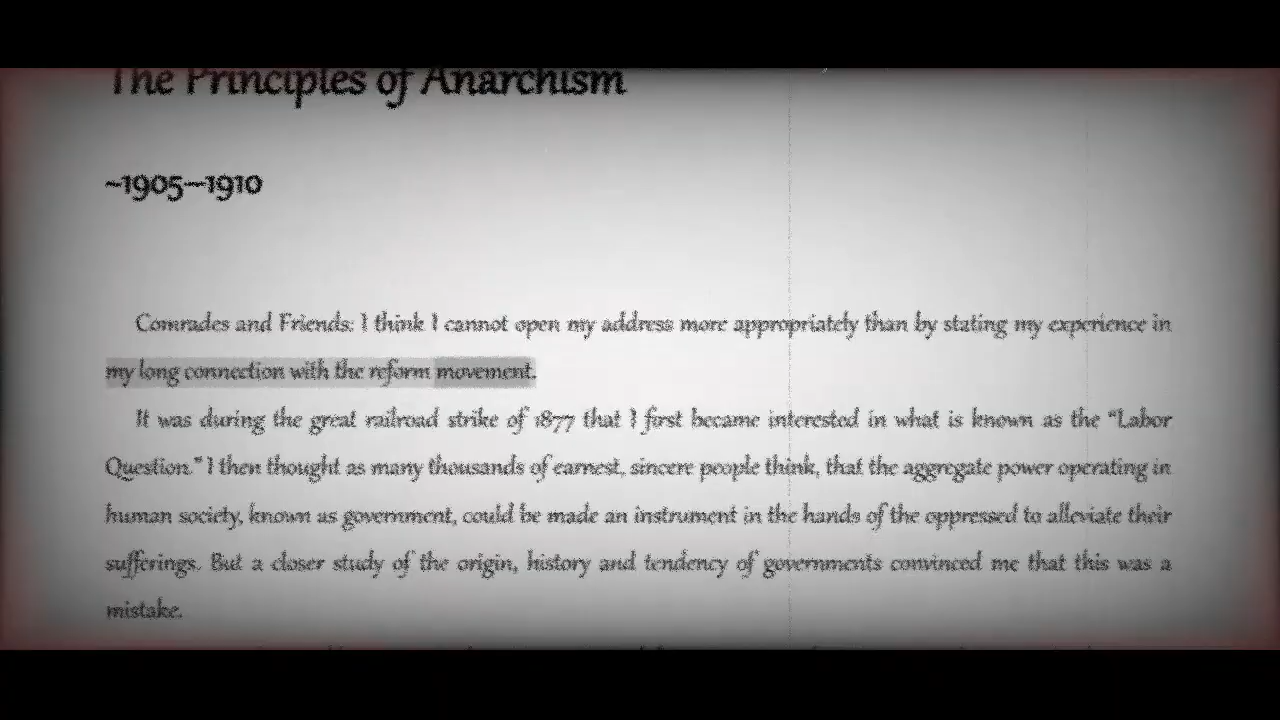 The Principles of Anarchism
~1905—1910
Comrades and Friends: I think I cannot open my address more appropriately than by stating my experience in
my long connection with the reform movement.
It was during the great railroad strike of 1877 that I first became interested in what is known as the “Labor
Question.” I then thought as many thousands of earnest, sincere people think, that the aggregate power operating in
human society, known as government, could be made an instrument in the hands of the oppressed to alleviate their
sufferings. But a closer study of the origin, history and tendency of governments convinced me that this was a
mistake.